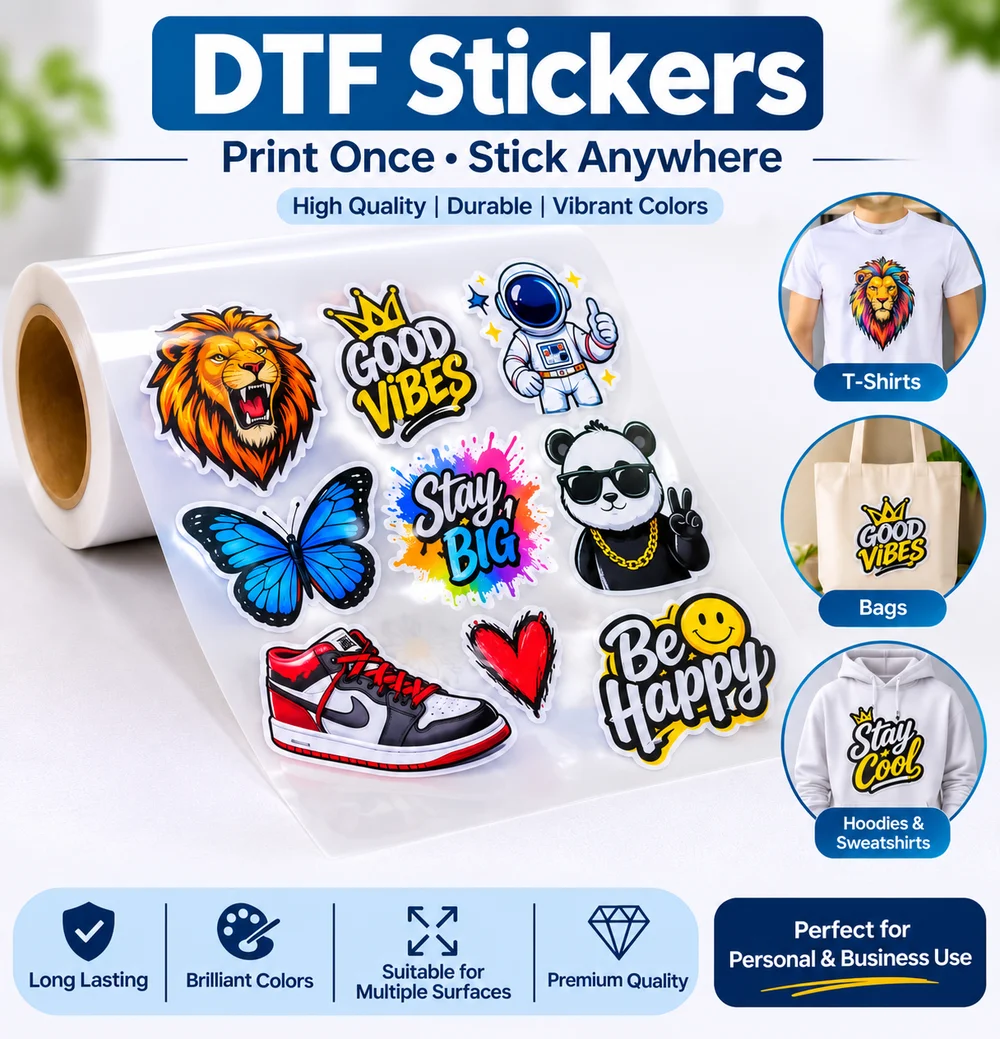 DTF Stickers
Print Once • Stick Anywhere
High Quality | Durable | Vibrant Colors
GOOD
ViBES
Stay
BIG
Be
Happy
T-Shirts
GOOD
ViBES
Bags
Stay
Cool
Hoodies &
Sweatshirts
Long Lasting
Brilliant Colors
Suitable for
Multiple Surfaces
Premium Quality
Perfect for
Personal & Business Use